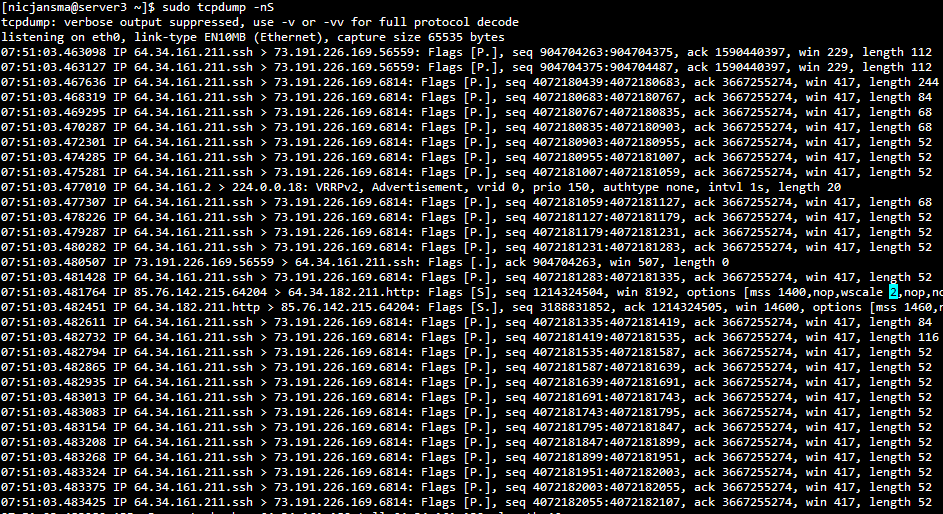 [nicjansma@server3 ~]$ sudo tcpdump -nS
tcpdump: verbose output suppressed, use -v or -vv for full protocol decode
listening on eth0, link-type EN10MB (Ethernet), capture size 65535 bytes
07:51:03.463098 IP 64.34.161.211.ssh > 73.191.226.169.56559: Flags [P.], seq 904704263:904704375, ack 1590440397, win 229, length 112
07:51:03.463127 IP 64.34.161.211.ssh > 73.191.226.169.56559: Flags [P.], seq 904704375:904704487, ack 1590440397, win 229, length 112
07:51:03.467636 IP 64.34.161.211.ssh > 73.191.226.169.6814: Flags [P.], seq 4072180439:4072180683, ack 3667255274, win 417, length 244
07:51:03.468319 IP 64.34.161.211.ssh > 73.191.226.169.6814: Flags [P.], seq 4072180683:4072180767, ack 3667255274, win 417, length 84
07:51:03.469295 IP 64.34.161.211.ssh > 73.191.226.169.6814: Flags [P.], seq 4072180767:4072180835, ack 3667255274, win 417, length 68
07:51:03.470287 IP 64.34.161.211.ssh > 73.191.226.169.6814: Flags [P.], seq 4072180835:4072180903, ack 3667255274, win 417, length 68
07:51:03.472301 IP 64.34.161.211.ssh > 73.191.226.169.6814: Flags [P.], seq 4072180903:4072180955, ack 3667255274, win 417, length 52
07:51:03.474285 IP 64.34.161.211.ssh > 73.191.226.169.6814: Flags [P.], seq 4072180955:4072181007, ack 3667255274, win 417, length 52
07:51:03.475281 IP 64.34.161.211.ssh > 73.191.226.169.6814: Flags [P.], seq 4072181007:4072181059, ack 3667255274, win 417, length 52
07:51:03.477010 IP 64.34.161.2 > 224.0.0.18: VRRPv2, Advertisement, vrid 0, prio 150, authtype none, intvl 1s, length 20
07:51:03.477307 IP 64.34.161.211.ssh > 73.191.226.169.6814: Flags [P.], seq 4072181059:4072181127, ack 3667255274, win 417, length 68
07:51:03.478226 IP 64.34.161.211.ssh > 73.191.226.169.6814: Flags [P.], seq 4072181127:4072181179, ack 3667255274, win 417, length 52
07:51:03.479287 IP 64.34.161.211.ssh > 73.191.226.169.6814: Flags [P.], seq 4072181179:4072181231, ack 3667255274, win 417, length 52
07:51:03.480282 IP 64.34.161.211.ssh > 73.191.226.169.6814: Flags [P.], seq 4072181231:4072181283, ack 3667255274, win 417, length 52
07:51:03.480507 IP 73.191.226.169.56559 > 64.34.161.211.ssh: Flags [.], ack 904704263, win 507, length 0
07:51:03.481428 IP 64.34.161.211.ssh > 73.191.226.169.6814: Flags [P.], seq 4072181283:4072181335, ack 3667255274, win 417, length 52
07:51:03.481764 IP 85.76.142.215.64204 > 64.34.182.211.http: Flags [S], seq 1214324504, win 8192, options [mss 1400,nop,wscale 2,nop,no
07:51:03.482451 IP 64.34.161.211.http > 85.76.142.215.64204: Flags [S.], seq 3188831852, ack 1214324505, win 14600, options [mss 1460,n
07:51:03.482611 IP 64.34.161.211.ssh > 73.191.226.169.6814: Flags [P.], seq 4072181335:4072181419, ack 3667255274, win 417, length 84
07:51:03.482732 IP 64.34.161.211.ssh > 73.191.226.169.6814: Flags [P.], seq 4072181419:4072181535, ack 3667255274, win 417, length 116
07:51:03.482794 IP 64.34.161.211.ssh > 73.191.226.169.6814: Flags [P.], seq 4072181535:4072181587, ack 3667255274, win 417, length 52
07:51:03.482865 IP 64.34.161.211.ssh > 73.191.226.169.6814: Flags [P.], seq 4072181587:4072181639, ack 3667255274, win 417, length 52
07:51:03.482935 IP 64.34.161.211.ssh > 73.191.226.169.6814: Flags [P.], seq 4072181639:4072181691, ack 3667255274, win 417, length 52
07:51:03.483013 IP 64.34.161.211.ssh > 73.191.226.169.6814: Flags [P.], seq 4072181691:4072181743, ack 3667255274, win 417, length 52
07:51:03.483083 IP 64.34.161.211.ssh > 73.191.226.169.6814: Flags [P.], seq 4072181743:4072181795, ack 3667255274, win 417, length 52
07:51:03.483154 IP 64.34.161.211.ssh > 73.191.226.169.6814: Flags [P.], seq 4072181795:4072181847, ack 3667255274, win 417, length 52
07:51:03.483208 IP 64.34.161.211.ssh > 73.191.226.169.6814: Flags [P.], seq 4072181847:4072181899, ack 3667255274, win 417, length 52
07:51:03.483268 IP 64.34.161.211.ssh > 73.191.226.169.6814: Flags [P.], seq 4072181899:4072181951, ack 3667255274, win 417, length 52
07:51:03.483324 IP 64.34.161.211.ssh > 73.191.226.169.6814: Flags [P.], seq 4072181951:4072182003, ack 3667255274, win 417, length 52
07:51:03.483375 IP 64.34.161.211.ssh > 73.191.226.169.6814: Flags [P.], seq 4072182003:4072182055, ack 3667255274, win 417, length 52
07:51:03.483425 IP 64.34.161.211.ssh > 73.191.226.169.6814: Flags [P.], seq 4072182055:4072182107, ack 3667255274, win 417, length 52